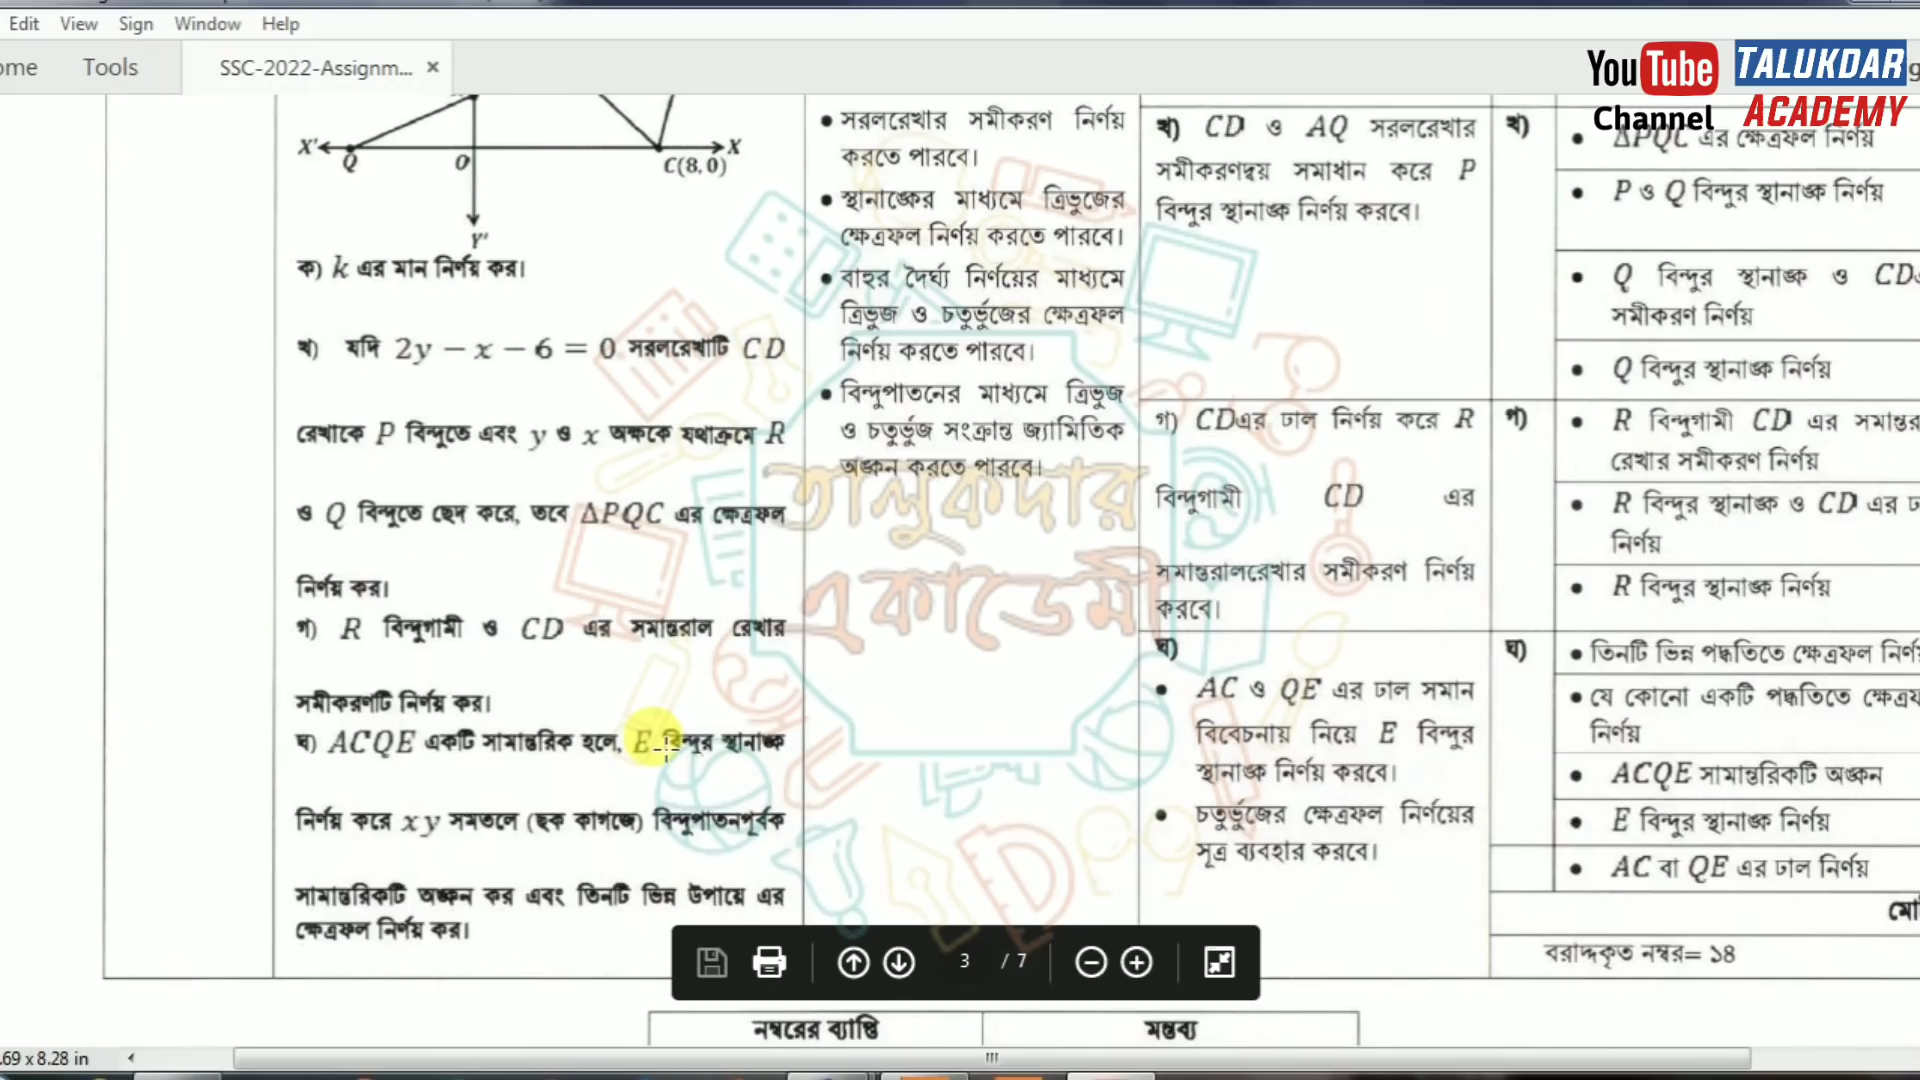 Edit View Sign Window Help
ome Tools SSC-2022-Assignm... ×
YouTube Channel
TALUKDAR ACADEMY
X' Q O C(8,0) X
Y'
ক) k এর মান নির্ণয় কর।
খ) যদি 2y − x − 6 = 0 সরলরেখাটি CD
রেখাকে P বিন্দুতে এবং y ও x অক্ষকে যথাক্রমে R
ও Q বিন্দুতে ছেদ করে, তবে ΔPQC এর ক্ষেত্রফল
নির্ণয় কর।
গ) R বিন্দুগামী ও CD এর সমান্তরাল রেখার
সমীকরণটি নির্ণয় কর।
ঘ) ACQE একটি সামান্তরিক হলে, E বিন্দুর স্থানাঙ্ক
নির্ণয় করে xy সমতলে (ছক কাগজে) বিন্দুপাতনপূর্বক
সামান্তরিকটি অঙ্কন কর এবং তিনটি ভিন্ন উপায়ে এর
ক্ষেত্রফল নির্ণয় কর।
• সরলরেখার সমীকরণ নির্ণয়
করতে পারবে।
• স্থানাঙ্কের মাধ্যমে ত্রিভুজের
ক্ষেত্রফল নির্ণয় করতে পারবে।
• বাহুর দৈর্ঘ্য নির্ণয়ের মাধ্যমে
ত্রিভুজ ও চতুর্ভুজের ক্ষেত্রফল
নির্ণয় করতে পারবে।
• বিন্দুপাতনের মাধ্যমে ত্রিভুজ
ও চতুর্ভুজ সংক্রান্ত জ্যামিতিক
অঙ্কন করতে পারবে।
তালুকদার
একাডেমী
খ) CD ও AQ সরলরেখার
সমীকরণদ্বয় সমাধান করে P
বিন্দুর স্থানাঙ্ক নির্ণয় করবে।
গ) CDএর ঢাল নির্ণয় করে R
বিন্দুগামী CD এর
সমান্তরালরেখার সমীকরণ নির্ণয়
করবে।
ঘ)
• AC ও QE এর ঢাল সমান
বিবেচনায় নিয়ে E বিন্দুর
স্থানাঙ্ক নির্ণয় করবে।
• চতুর্ভুজের ক্ষেত্রফল নির্ণয়ের
সূত্র ব্যবহার করবে।
খ)
• ΔPQC এর ক্ষেত্রফল নির্ণয়
• P ও Q বিন্দুর স্থানাঙ্ক নির্ণয়
• Q বিন্দুর স্থানাঙ্ক ও CD
সমীকরণ নির্ণয়
• Q বিন্দুর স্থানাঙ্ক নির্ণয়
গ)
• R বিন্দুগামী CD এর
রেখার সমীকরণ নির্ণয়
• R বিন্দুর স্থানাঙ্ক ও CD এর
নির্ণয়
• R বিন্দুর স্থানাঙ্ক নির্ণয়
ঘ)
• তিনটি ভিন্ন পদ্ধতিতে ক্ষেত্রফল
• যে কোনো একটি পদ্ধতিতে
নির্ণয়
• ACQE সামান্তরিকটি অঙ্কন
• E বিন্দুর স্থানাঙ্ক নির্ণয়
• AC বা QE এর ঢাল নির্ণয়
বরাদ্দকৃত নম্বর= ১৪
3 / 7
নম্বরের ব্যাপ্তি মন্তব্য
.69 x 8.28 in